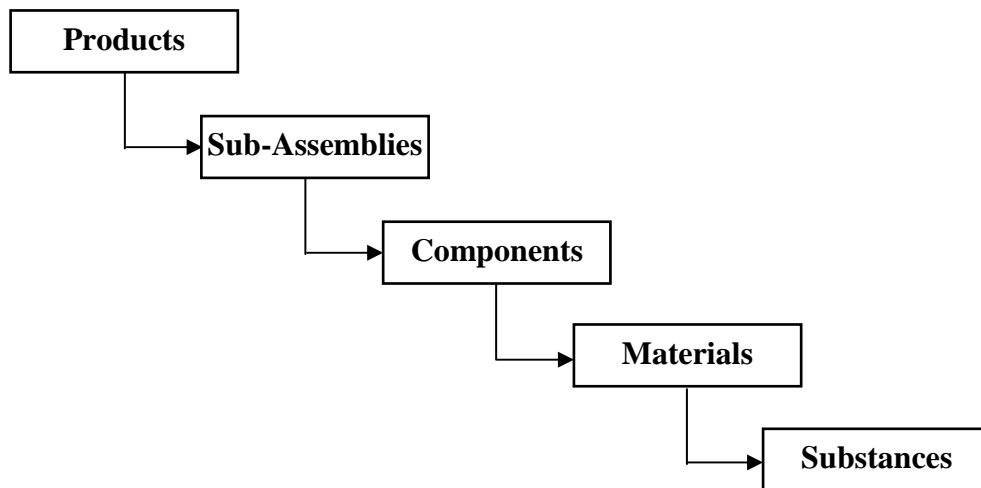 Products
Sub-Assemblies
Components
Materials
Substances